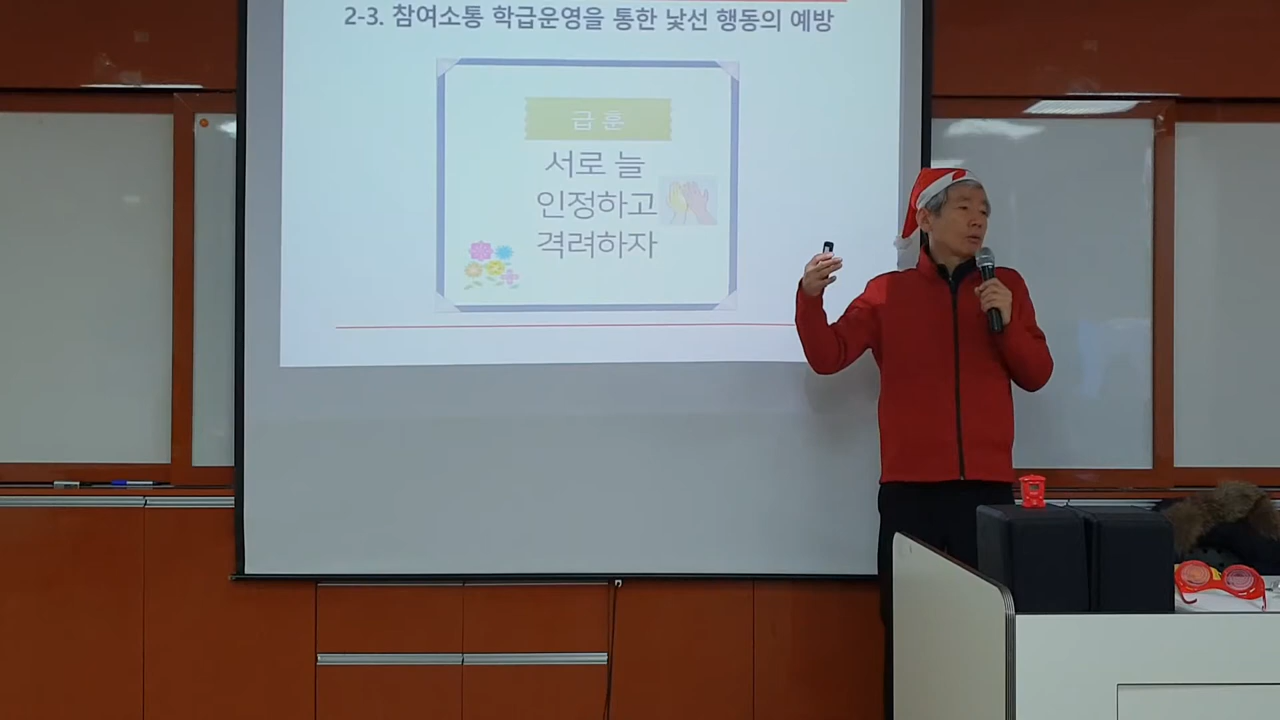 2-3. 참여소통 학급운영을 통한 낯선 행동의 예방
급 훈
서로 늘
인정하고
격려하자